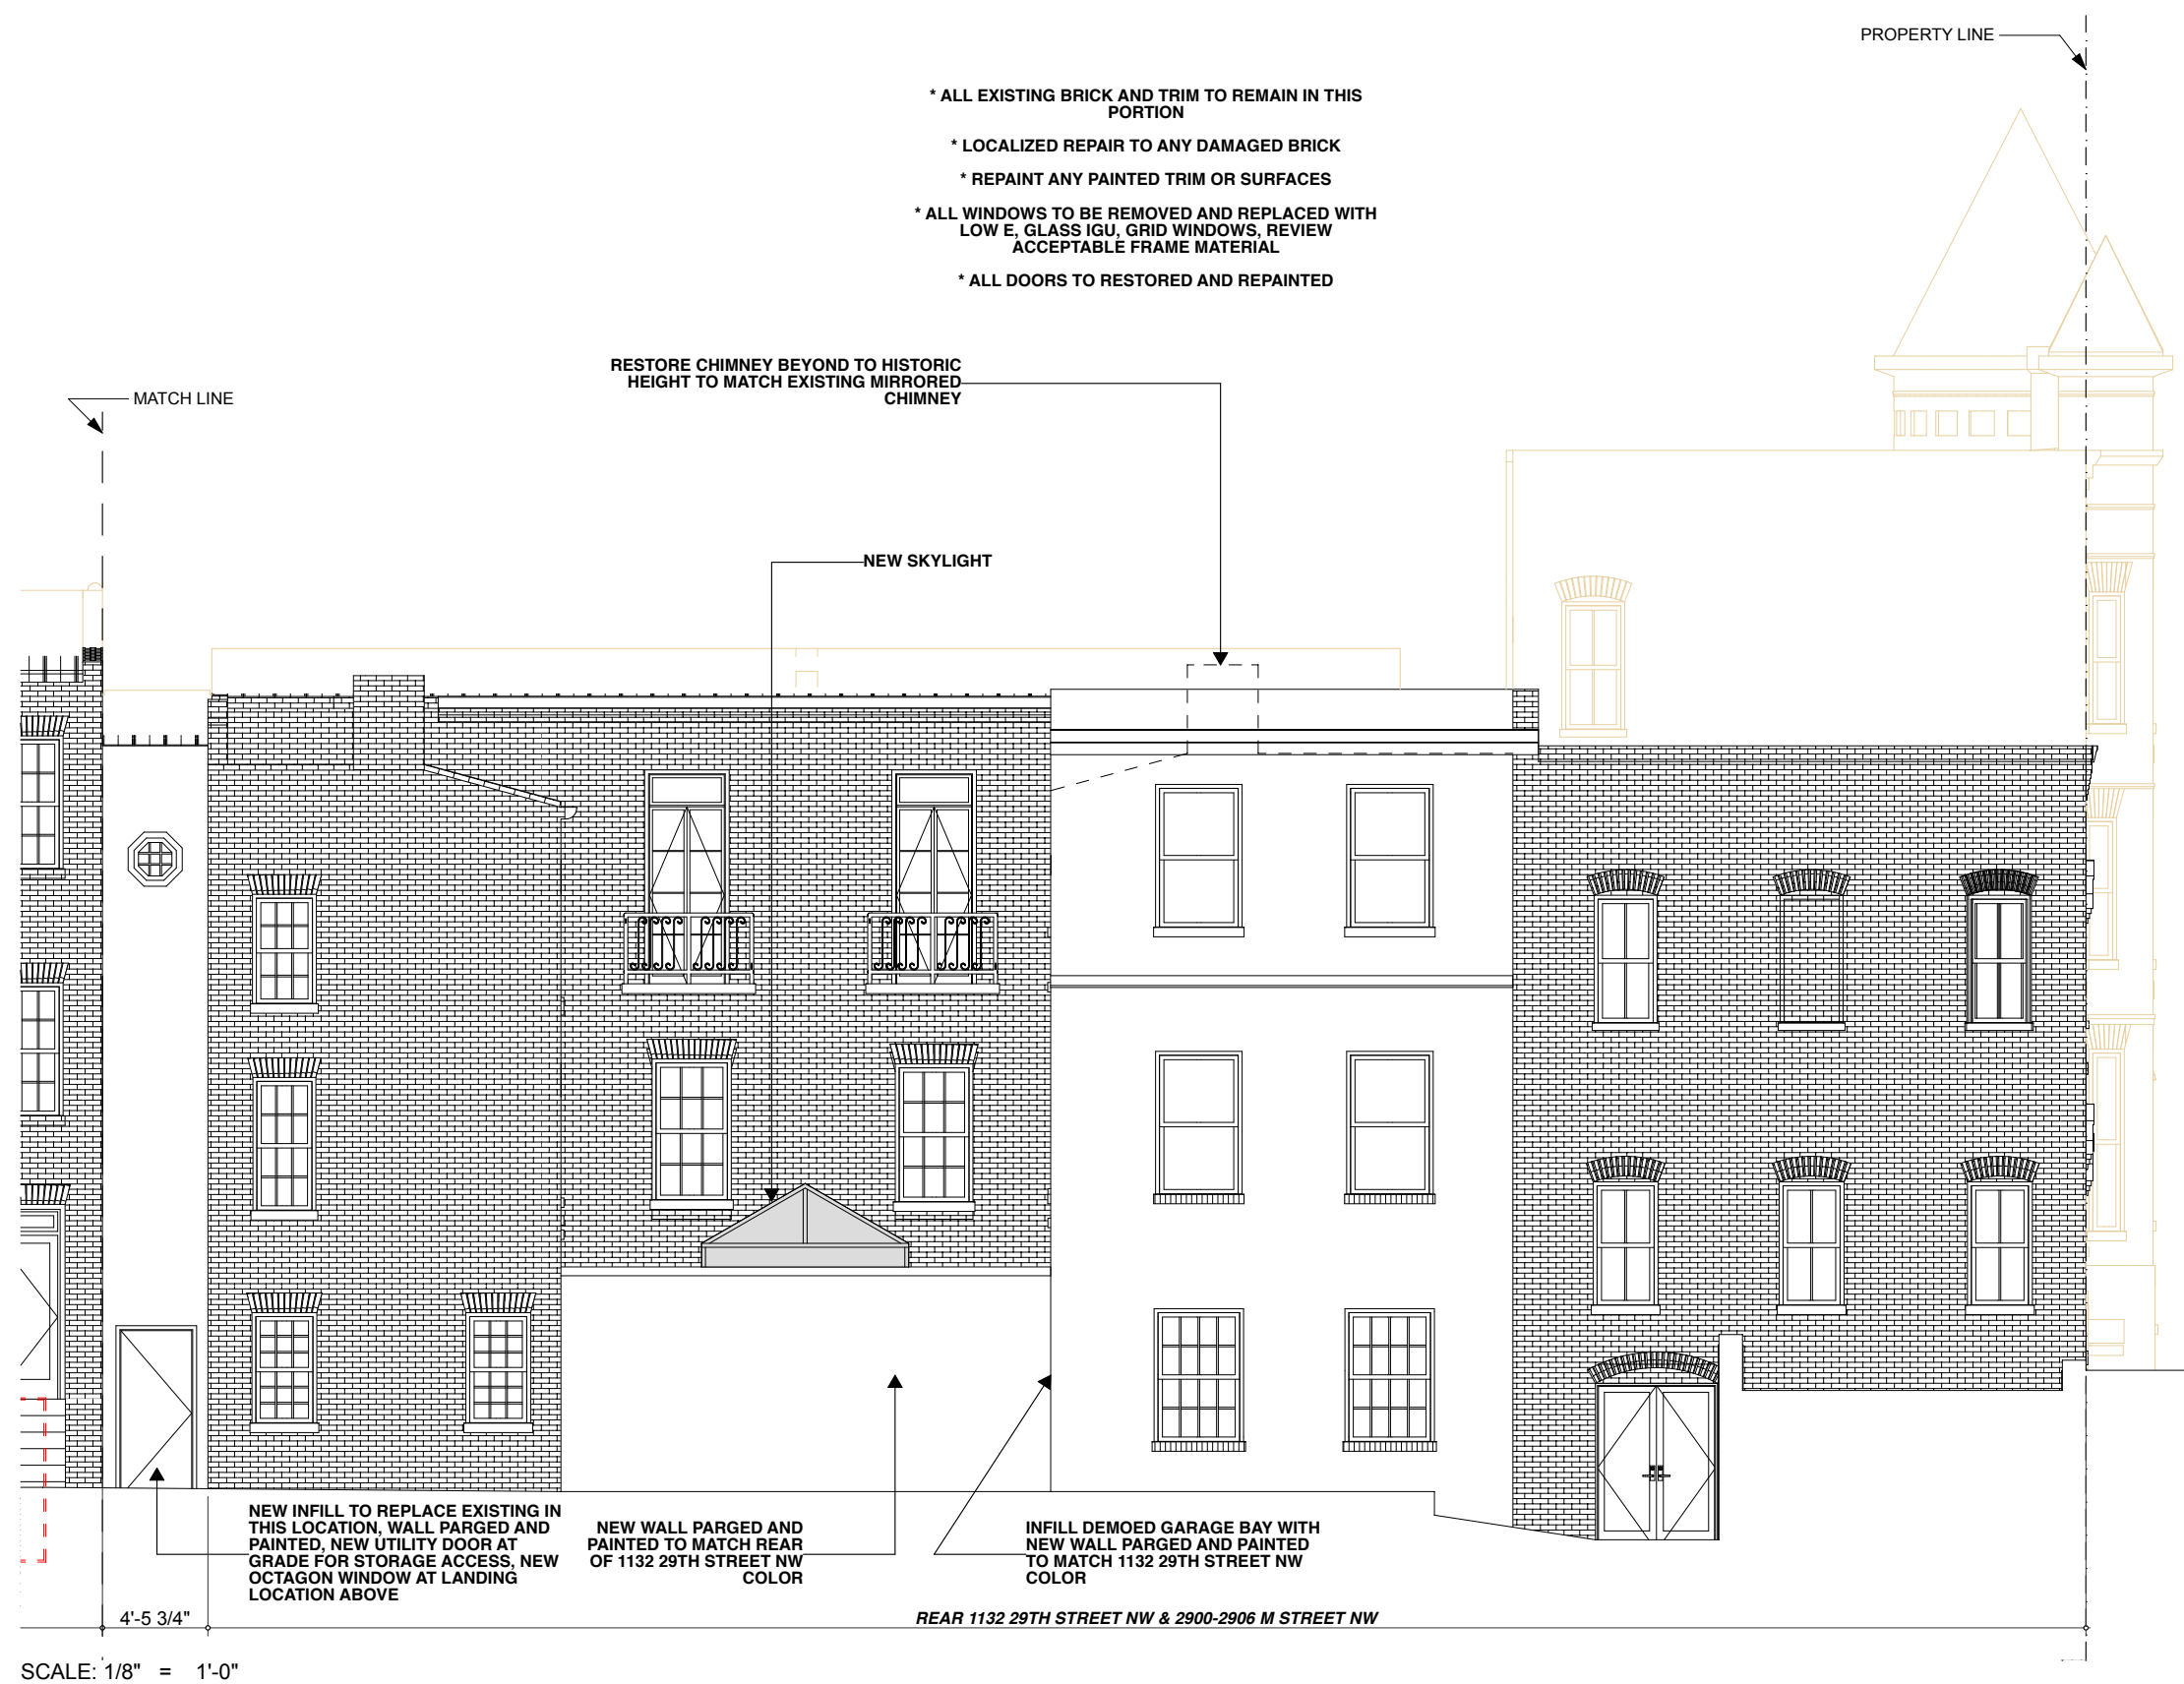 PROPERTY LINE
* ALL EXISTING BRICK AND TRIM TO REMAIN IN THIS
PORTION
* LOCALIZED REPAIR TO ANY DAMAGED BRICK
* REPAINT ANY PAINTED TRIM OR SURFACES
* ALL WINDOWS TO BE REMOVED AND REPLACED WITH
LOW E, GLASS IGU, GRID WINDOWS, REVIEW
ACCEPTABLE FRAME MATERIAL
* ALL DOORS TO RESTORED AND REPAINTED
RESTORE CHIMNEY BEYOND TO HISTORIC
HEIGHT TO MATCH EXISTING MIRRORED
CHIMNEY
MATCH LINE
NEW SKYLIGHT
NEW INFILL TO REPLACE EXISTING IN
THIS LOCATION, WALL PARGED AND
PAINTED, NEW UTILITY DOOR AT
GRADE FOR STORAGE ACCESS, NEW
OCTAGON WINDOW AT LANDING
LOCATION ABOVE
NEW WALL PARGED AND
PAINTED TO MATCH REAR
OF 1132 29TH STREET NW
COLOR
INFILL DEMOED GARAGE BAY WITH
NEW WALL PARGED AND PAINTED
TO MATCH 1132 29TH STREET NW
COLOR
4'-5 3/4"
REAR 1132 29TH STREET NW & 2900-2906 M STREET NW
SCALE: 1/8" = 1'-0"